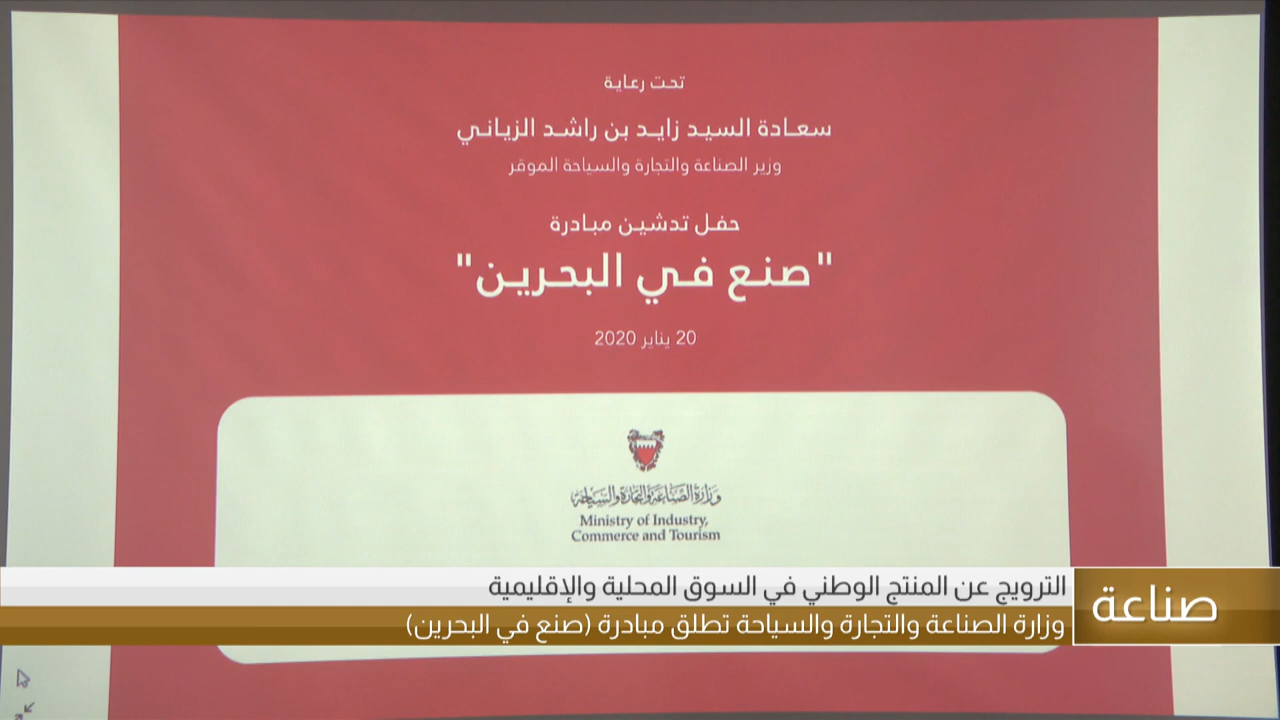 تحت رعاية
سعادة السيد زايد بن راشد الزياني
وزير الصناعة والتجارة والسياحة الموقر
حفل تدشين مبادرة
"صنع في البحرين"
20 يناير 2020
وزارة الصناعة والتجارة والسياحة
Ministry of Industry,
Commerce and Tourism
صناعة
الترويج عن المنتج الوطني في السوق المحلية والإقليمية
وزارة الصناعة والتجارة والسياحة تطلق مبادرة (صنع في البحرين)